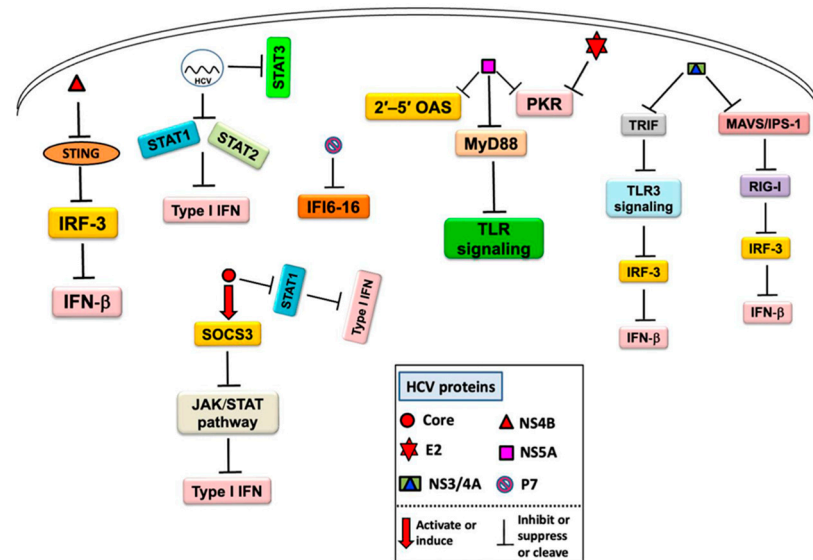 HCV
STAT3
STAT1
STAT2
Type I IFN
STING
IRF-3
IFN-β
IFI6-16
2′–5′ OAS
PKR
MyD88
TLR
signaling
TRIF
TLR3
signaling
IRF-3
IFN-β
MAVS/IPS-1
RIG-I
IRF-3
IFN-β
Core
STAT1
Type I IFN
SOCS3
JAK/STAT
pathway
Type I IFN
HCV proteins
Core
NS4B
E2
NS5A
NS3/4A
P7
Activate or
induce
Inhibit or
suppress
or cleave